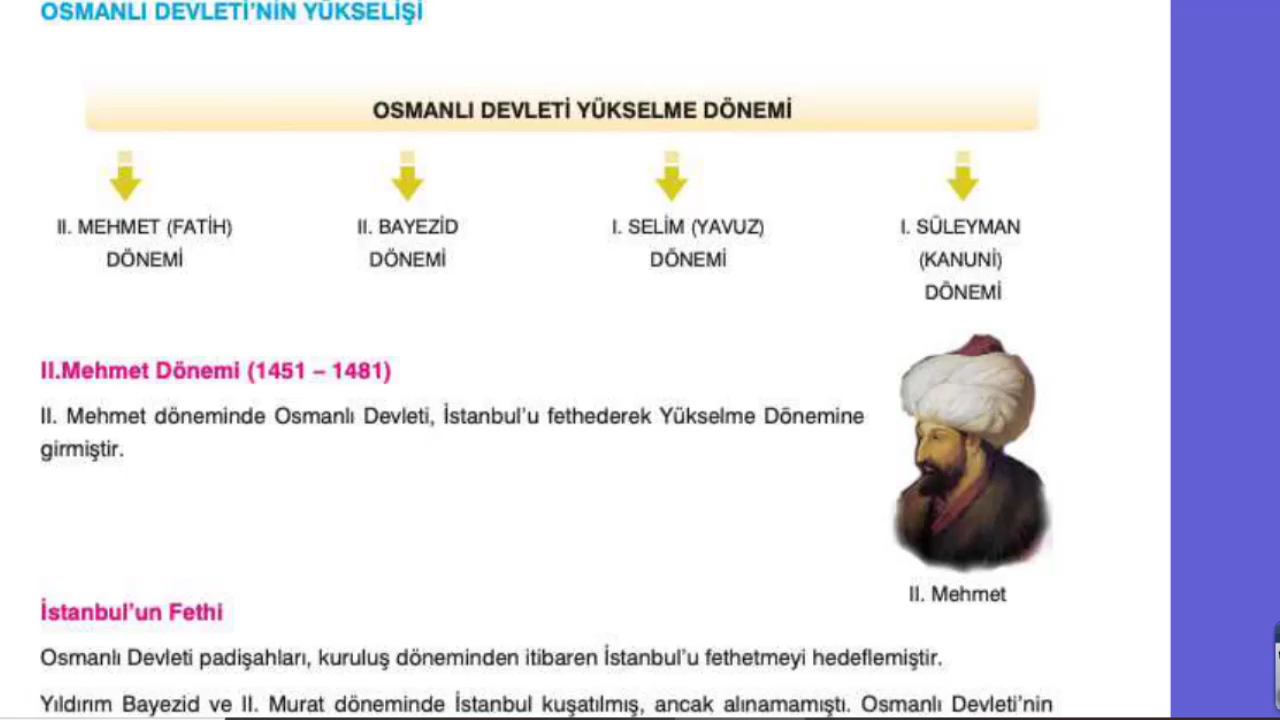 OSMANLI DEVLETİ'NİN YÜKSELİŞİ
OSMANLI DEVLETİ YÜKSELME DÖNEMİ
II. MEHMET (FATİH)
DÖNEMİ
II. BAYEZİD
DÖNEMİ
I. SELİM (YAVUZ)
DÖNEMİ
I. SÜLEYMAN
(KANUNİ)
DÖNEMİ
II.Mehmet Dönemi (1451 – 1481)
II. Mehmet döneminde Osmanlı Devleti, İstanbul'u fethederek Yükselme Dönemine
girmiştir.
II. Mehmet
İstanbul'un Fethi
Osmanlı Devleti padişahları, kuruluş döneminden itibaren İstanbul'u fethetmeyi hedeflemiştir.
Yıldırım Bayezid ve II. Murat döneminde İstanbul kuşatılmış, ancak alınamamıştı. Osmanlı Devleti'nin